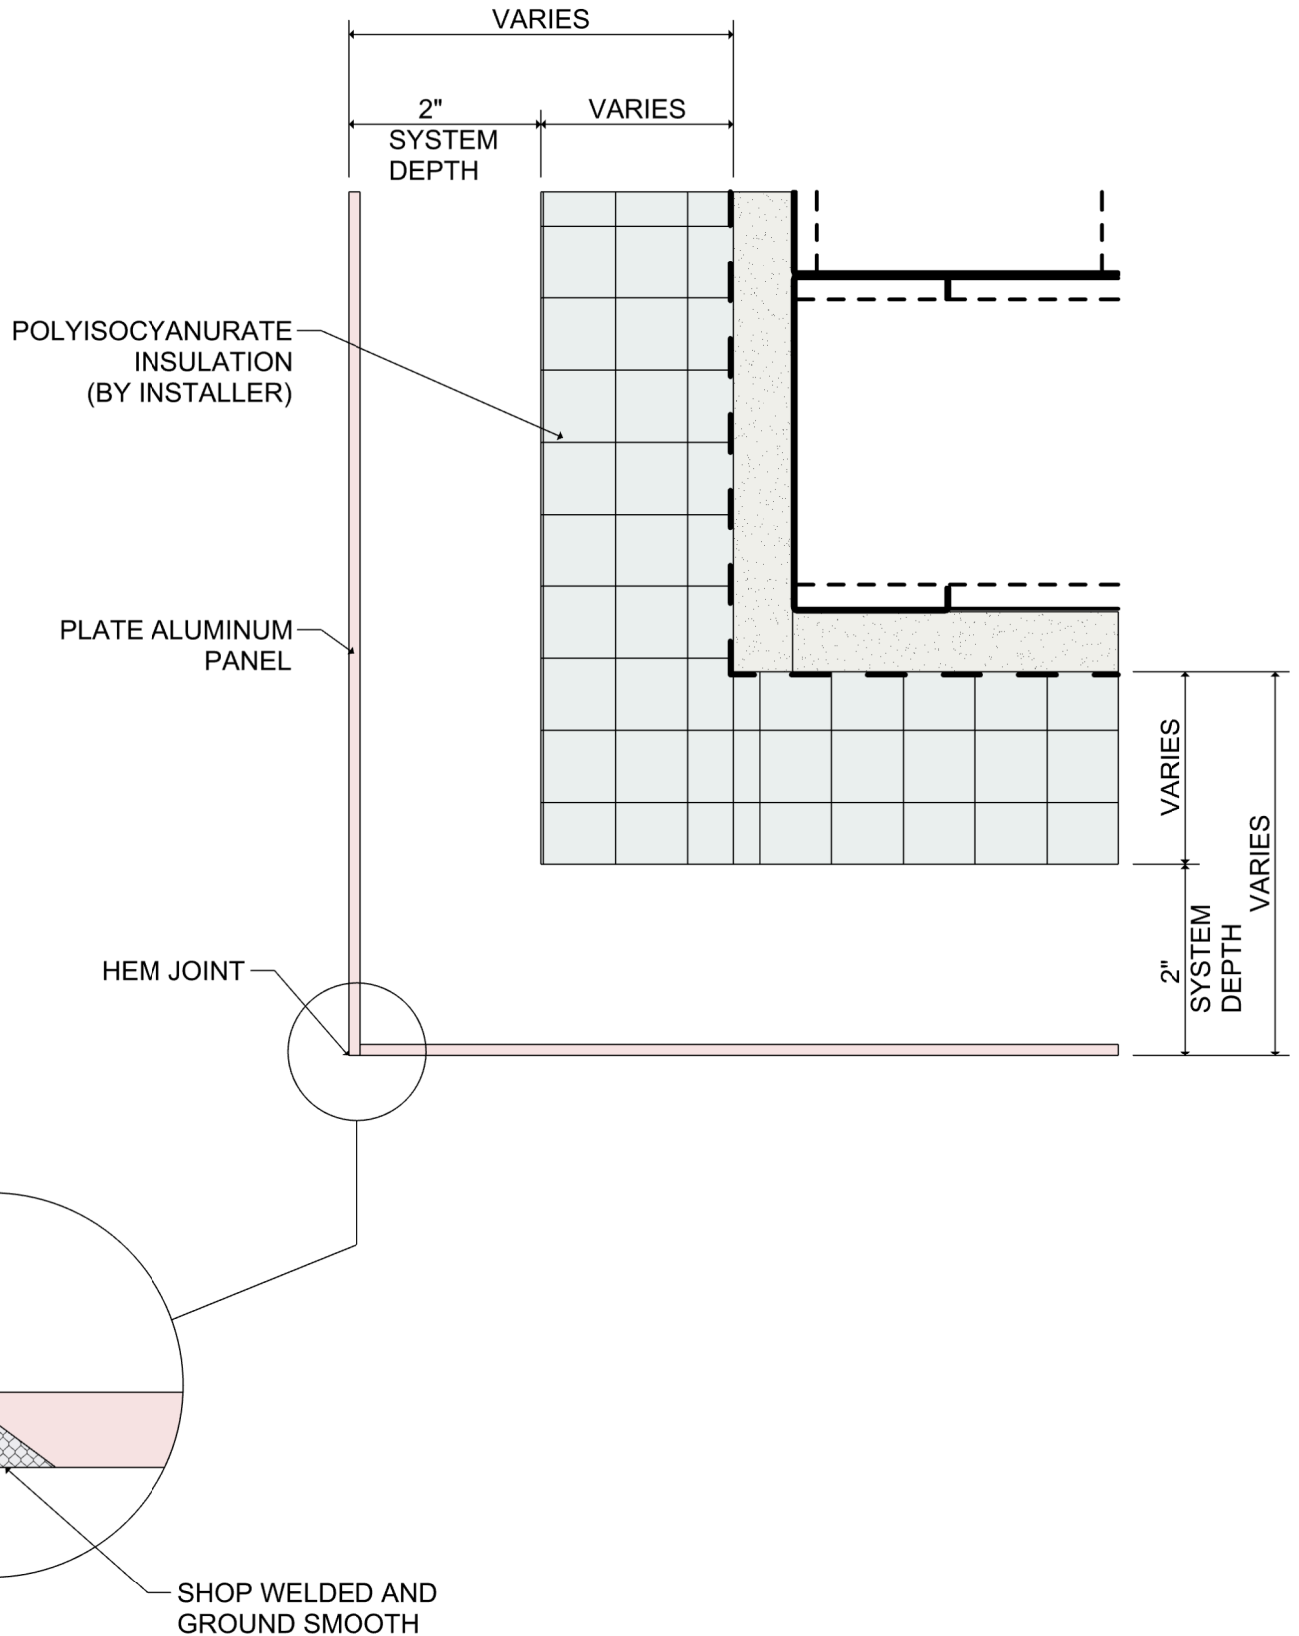 VARIES
2"
SYSTEM
DEPTH
VARIES
POLYISOCYANURATE
INSULATION
(BY INSTALLER)
PLATE ALUMINUM
PANEL
VARIES
VARIES
2"
SYSTEM
DEPTH
HEM JOINT
SHOP WELDED AND
GROUND SMOOTH